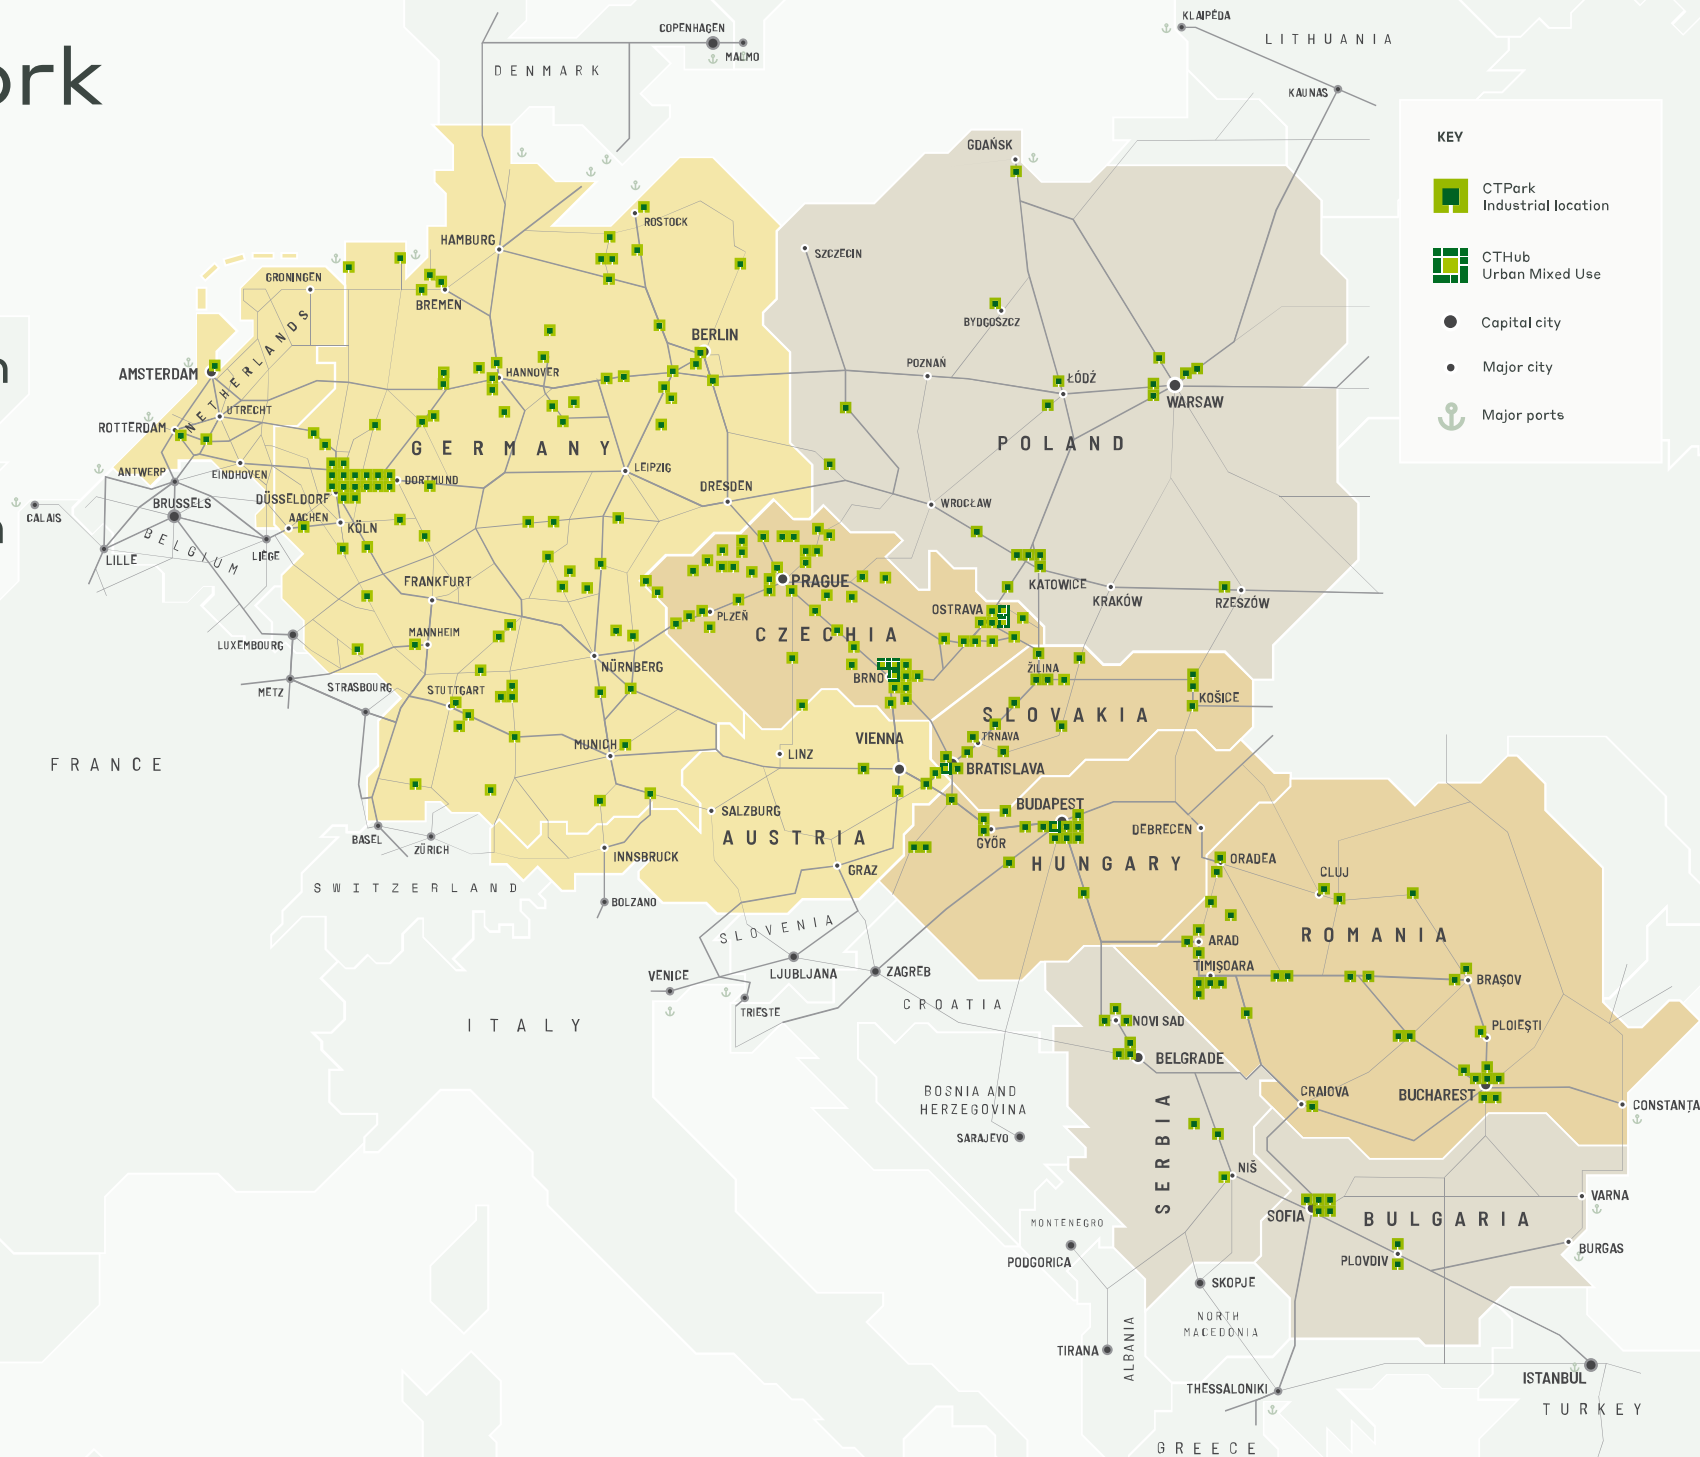 ork
n
n
KEY
CTPark
Industrial location
CTHub
Urban Mixed Use
Capital city
Major city
Major ports
COPENHAGEN
MALMO
DENMARK
KLAIPĖDA
LITHUANIA
KAUNAS
GDAŃSK
ROSTOCK
HAMBURG
SZCZECIN
GRONINGEN
BREMEN
BYDGOSZCZ
BERLIN
NETHERLANDS
AMSTERDAM
HANNOVER
POZNAŃ
ŁÓDŹ
WARSAW
UTRECHT
ROTTERDAM
GERMANY
POLAND
ANTWERP
EINDHOVEN
LEIPZIG
DORTMUND
DRESDEN
DÜSSELDORF
BRUSSELS
WROCŁAW
CALAIS
AACHEN
KÖLN
BELGIUM
LILLE
LIÈGE
FRANKFURT
PRAGUE
KATOWICE
KRAKÓW
RZESZÓW
OSTRAVA
PLZEŇ
CZECHIA
MANNHEIM
LUXEMBOURG
NÜRNBERG
ŽILINA
BRNO
METZ
STRASBOURG
STUTTGART
KOŠICE
SLOVAKIA
VIENNA
TRNAVA
MUNICH
LINZ
FRANCE
BRATISLAVA
BUDAPEST
SALZBURG
DEBRECEN
AUSTRIA
BASEL
ZÜRICH
GYŐR
INNSBRUCK
ORADEA
HUNGARY
GRAZ
CLUJ
SWITZERLAND
BOLZANO
SLOVENIA
ROMANIA
ARAD
TIMIȘOARA
VENICE
LJUBLJANA
ZAGREB
BRAȘOV
CROATIA
TRIESTE
NOVI SAD
ITALY
PLOIEȘTI
BELGRADE
BOSNIA AND
HERZEGOVINA
CRAIOVA
BUCHAREST
CONSTANȚA
SARAJEVO
SERBIA
NIŠ
VARNA
MONTENEGRO
SOFIA
BULGARIA
BURGAS
PODGORICA
PLOVDIV
SKOPJE
NORTH
MACEDONIA
ALBANIA
TIRANA
ISTANBUL
THESSALONIKI
TURKEY
GREECE